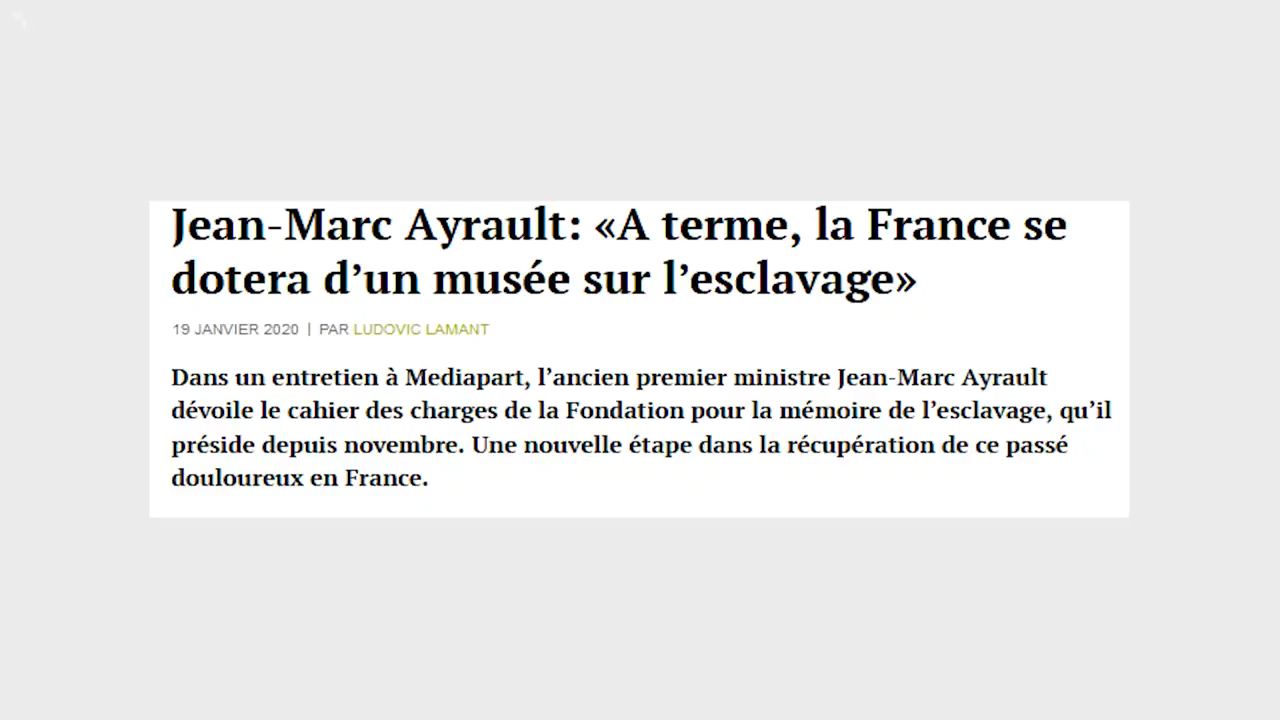 Jean-Marc Ayrault: «A terme, la France se
dotera d’un musée sur l’esclavage»
19 JANVIER 2020 | PAR LUDOVIC LAMANT
Dans un entretien à Mediapart, l’ancien premier ministre Jean-Marc Ayrault
dévoile le cahier des charges de la Fondation pour la mémoire de l’esclavage, qu’il
préside depuis novembre. Une nouvelle étape dans la récupération de ce passé
douloureux en France.